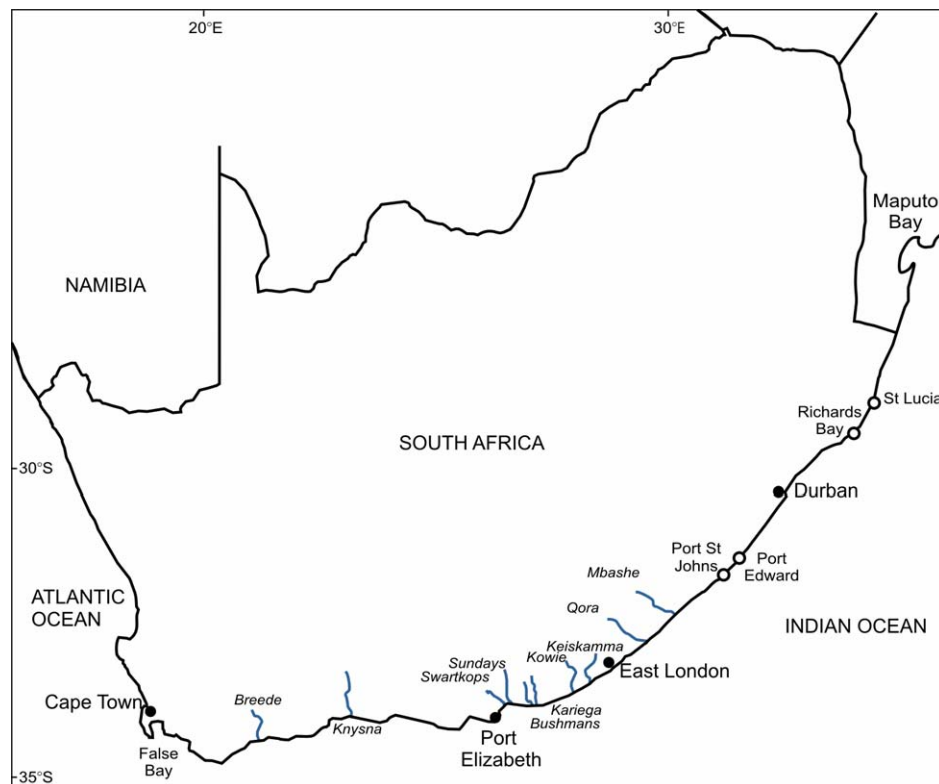 20°E
30°E
Maputo
Bay
NAMIBIA
St Lucia
Richards
Bay
SOUTH AFRICA
30°S
Durban
Port St
Johns
Port
Edward
Mbashe
ATLANTIC
OCEAN
Qora
INDIAN OCEAN
Keiskamma
Kowie
East London
Sundays
Swartkops
Cape Town
Breede
Knysna
Kariega
Bushmans
Port
Elizabeth
False
Bay
35°S